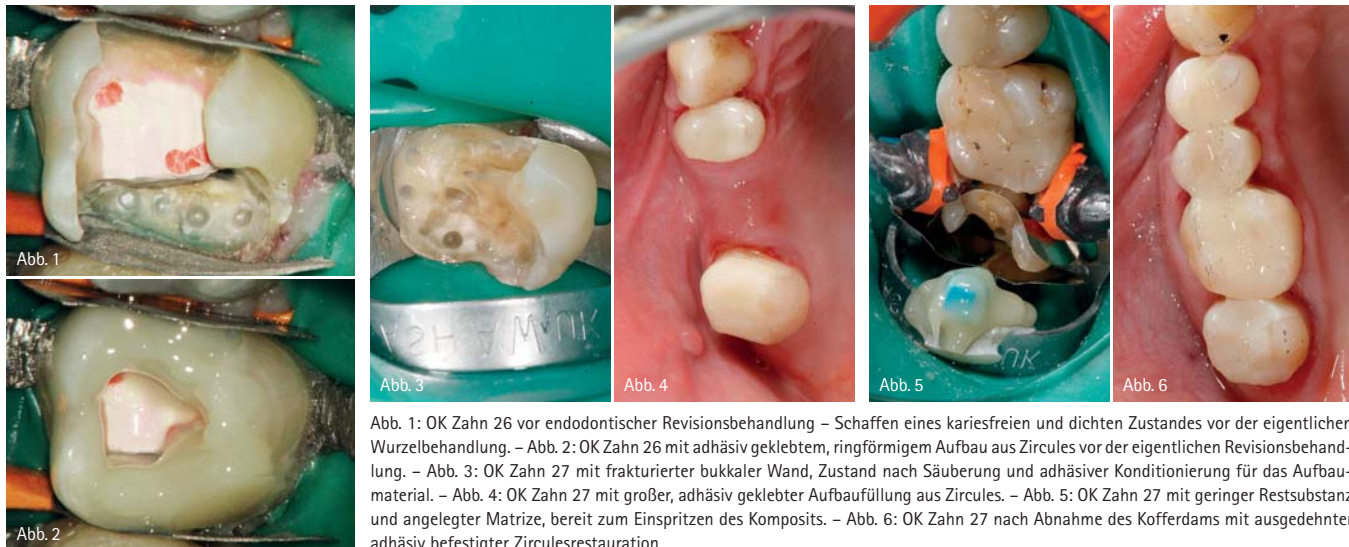 Abb. 1
Abb. 2
Abb. 3
Abb. 4
Abb. 5
UK
Abb. 6
Abb. 1: OK Zahn 26 vor endodontischer Revisionsbehandlung – Schaffen eines kariesfreien und dichten Zustandes vor der eigentlichen
Wurzelbehandlung. – Abb. 2: OK Zahn 26 mit adhäsiv geklebtem, ringförmigem Aufbau aus Zircules vor der eigentlichen Revisionsbehand-
lung. – Abb. 3: OK Zahn 27 mit frakturierter bukkaler Wand, Zustand nach Säuberung und adhäsiver Konditionierung für das Aufbau-
material. – Abb. 4: OK Zahn 27 mit großer, adhäsiv geklebter Aufbaufüllung aus Zircules. – Abb. 5: OK Zahn 27 mit geringer Restsubstanz
und angelegter Matrize, bereit zum Einspritzen des Komposits. – Abb. 6: OK Zahn 27 nach Abnahme des Kofferdams mit ausgedehnter
adhäsiv befestigter Zirculesrestauration